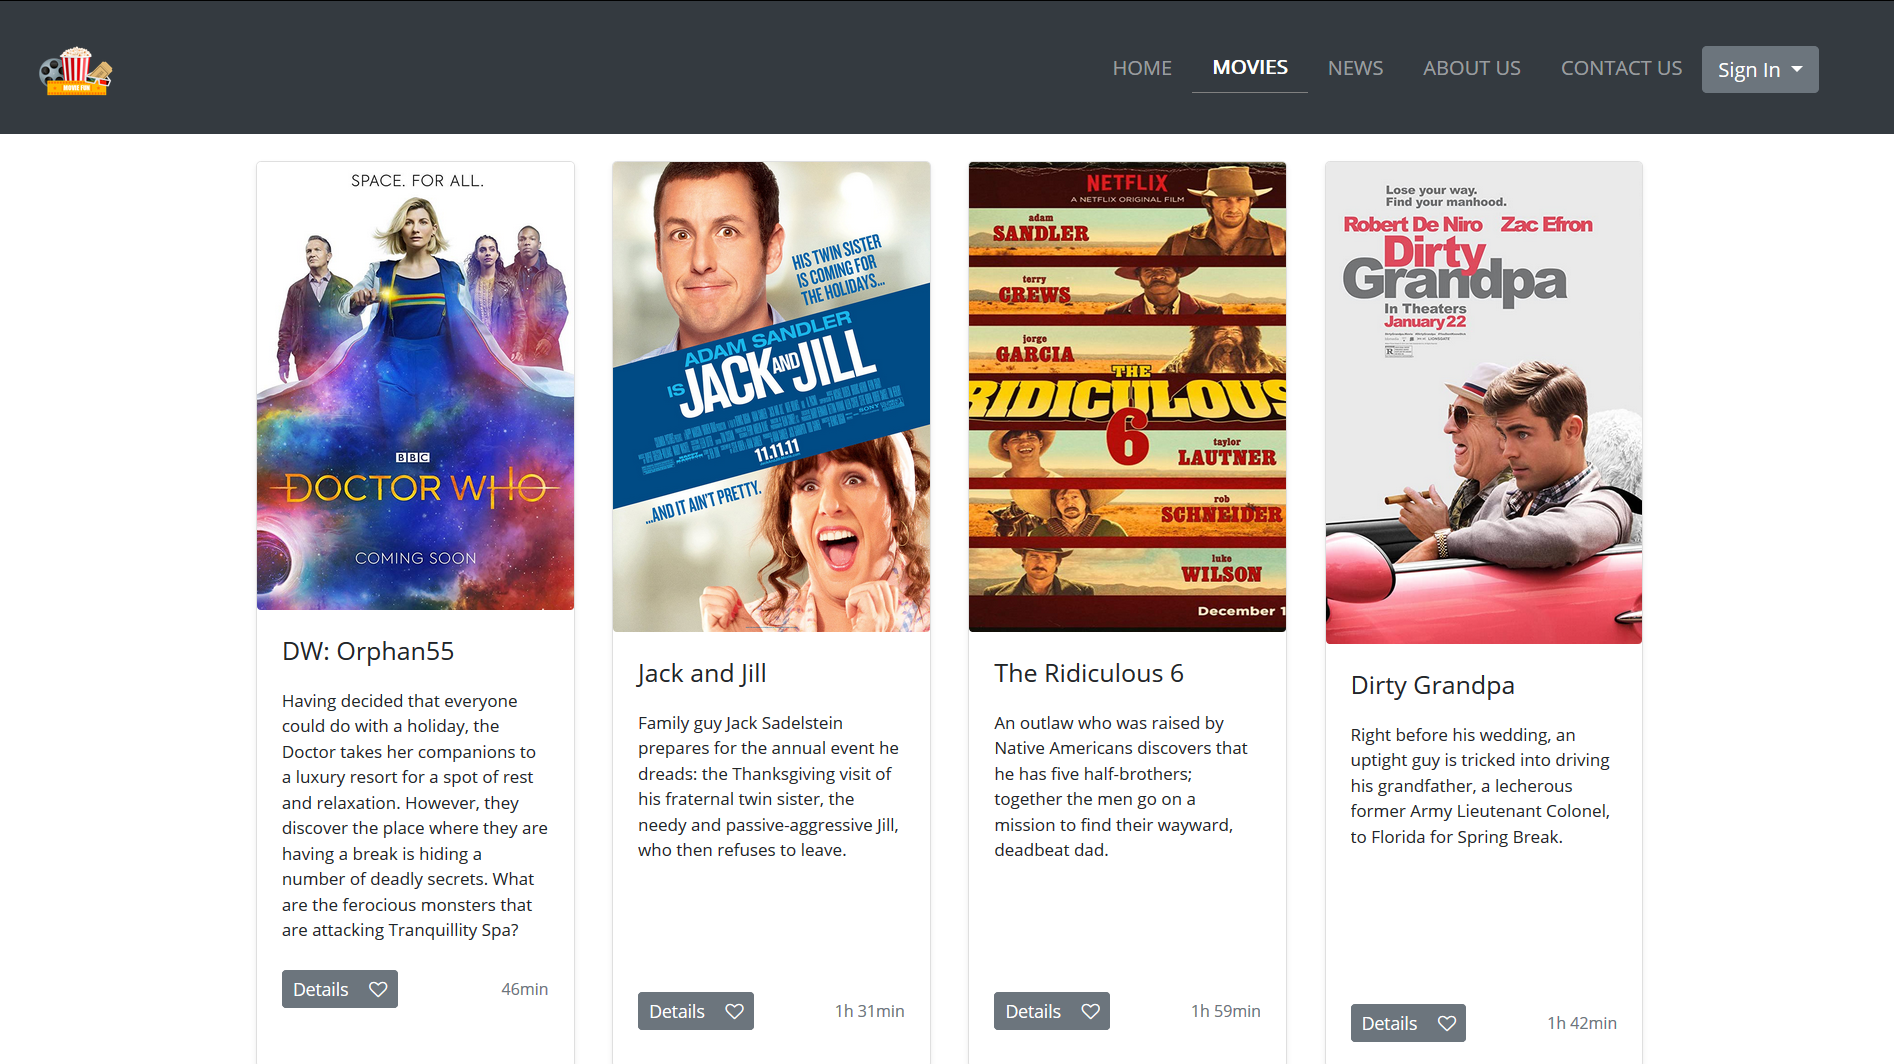 MOVIE FUN
HOME
MOVIES
NEWS
ABOUT US
CONTACT US
Sign In
SPACE. FOR ALL.
BBC
DOCTOR WHO
COMING SOON
DW: Orphan55
Having decided that everyone
could do with a holiday, the
Doctor takes her companions to
a luxury resort for a spot of rest
and relaxation. However, they
discover the place where they are
having a break is hiding a
number of deadly secrets. What
are the ferocious monsters that
are attacking Tranquillity Spa?
Details
46min
HIS TWIN SISTER
IS COMING FOR
THE HOLIDAYS...
ADAM SANDLER
IS JACK AND JILL
SONY
11.11.11
...AND IT AIN'T PRETTY.
Jack and Jill
Family guy Jack Sadelstein
prepares for the annual event he
dreads: the Thanksgiving visit of
his fraternal twin sister, the
needy and passive-aggressive Jill,
who then refuses to leave.
Details
1h 31min
NETFLIX
A NETFLIX ORIGINAL FILM
adam
SANDLER
terry
CREWS
jorge
GARCIA
THE
RIDICULOUS
6
taylor
LAUTNER
rob
SCHNEIDER
luke
WILSON
December 1
The Ridiculous 6
An outlaw who was raised by
Native Americans discovers that
he has five half-brothers;
together the men go on a
mission to find their wayward,
deadbeat dad.
Details
1h 59min
Lose your way.
Find your manhood.
Robert De Niro Zac Efron
Dirty
Grandpa
In Theaters
January 22
LIONSGATE
R
Dirty Grandpa
Right before his wedding, an
uptight guy is tricked into driving
his grandfather, a lecherous
former Army Lieutenant Colonel,
to Florida for Spring Break.
Details
1h 42min